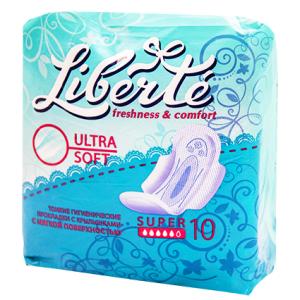 Liberté
freshness & comfort
ULTRA
SOFT
SUPER 10
ТОНКИЕ ГИГИЕНИЧЕСКИЕ
ПРОКЛАДКИ С «КРЫЛЫШКАМИ»
С МЯГКОЙ ПОВЕРХНОСТЬЮ